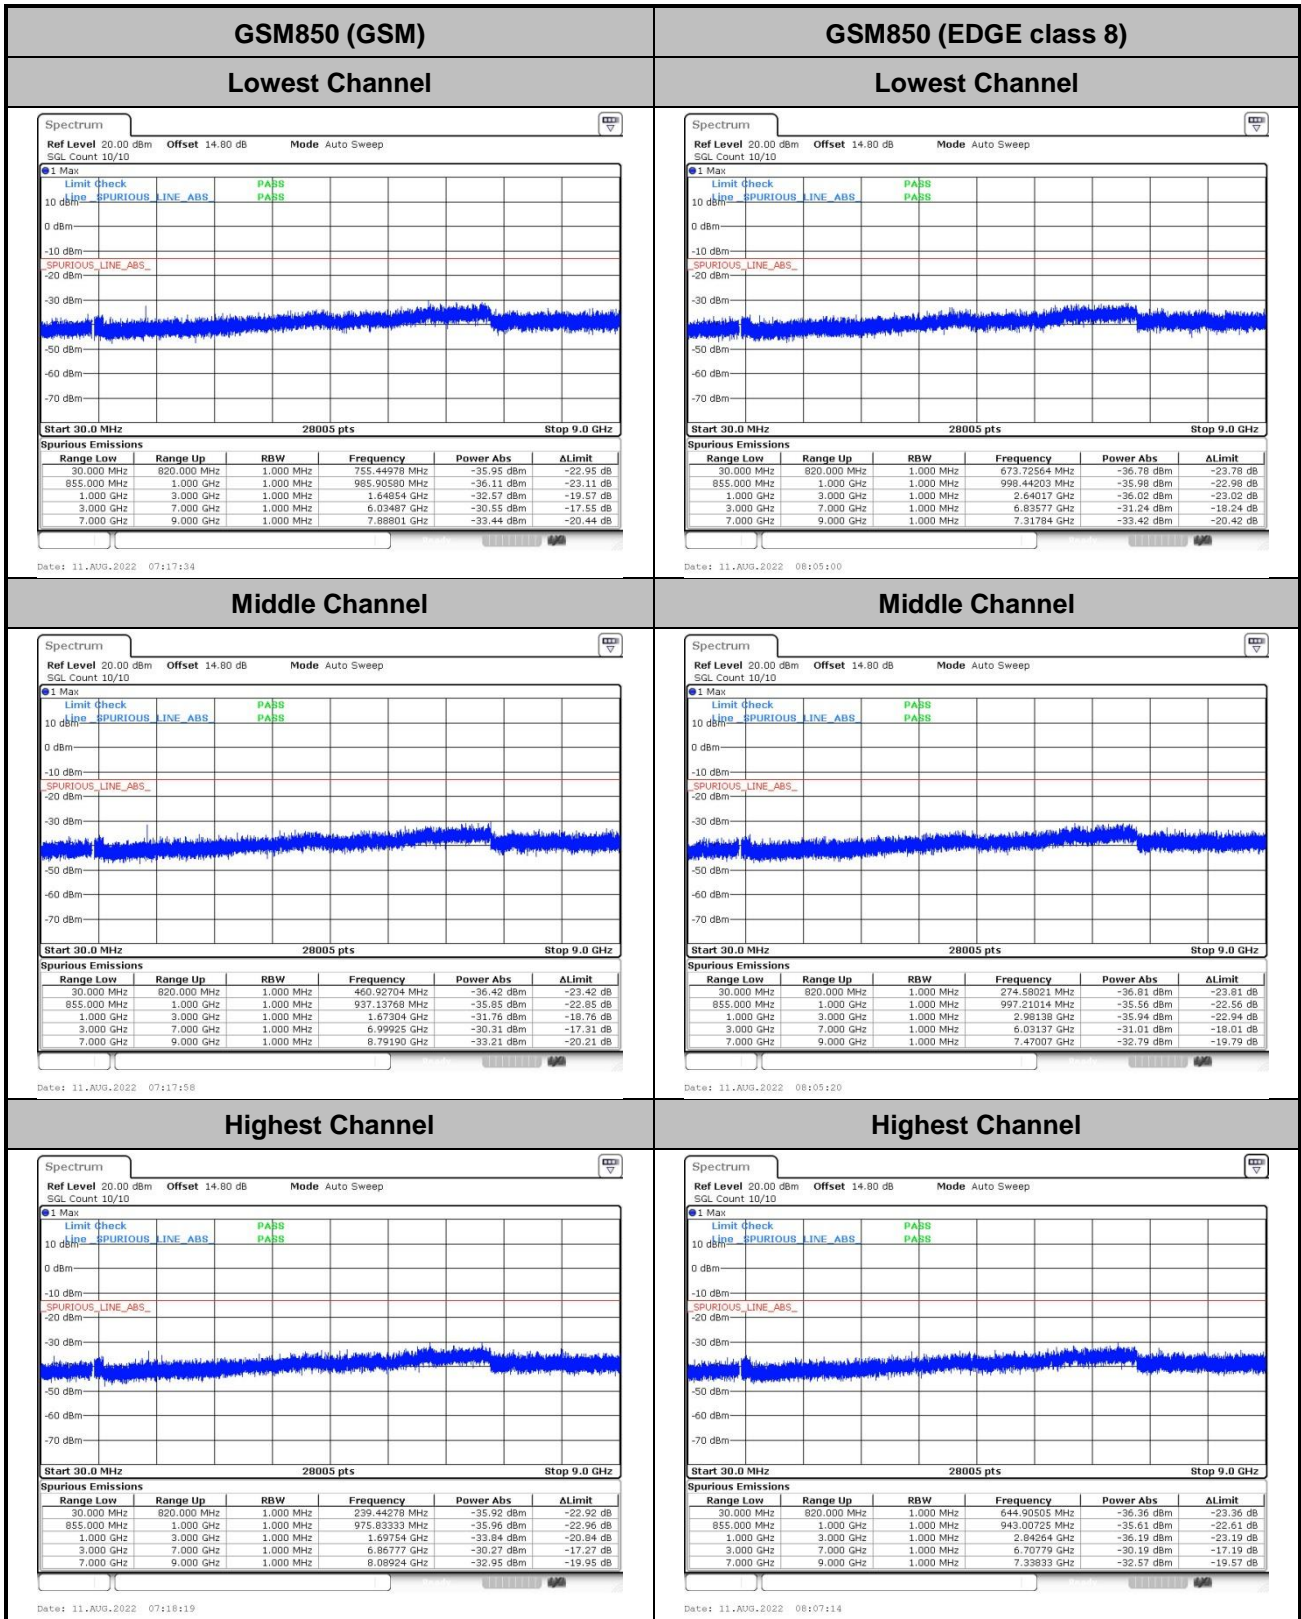 GSM850 (GSM)
GSM850 (EDGE class 8)
Lowest Channel
Lowest Channel
Spectrum
Ref Level 20.00 dBm Offset 14.80 dB Mode Auto Sweep
SGL Count 10/10
1 Max
Limit Check PASS
Line _SPURIOUS_LINE_ABS_ PASS
10 dBm
0 dBm
-10 dBm
_SPURIOUS_LINE_ABS_
-20 dBm
-30 dBm
-50 dBm
-60 dBm
-70 dBm
Start 30.0 MHz 28005 pts Stop 9.0 GHz
Spurious Emissions
Range Low Range Up RBW Frequency Power Abs ΔLimit
30.000 MHz 820.000 MHz 1.000 MHz 755.44978 MHz -35.95 dBm -22.95 dB
855.000 MHz 1.000 GHz 1.000 MHz 985.90580 MHz -36.11 dBm -23.11 dB
1.000 GHz 3.000 GHz 1.000 MHz 1.64854 GHz -32.57 dBm -19.57 dB
3.000 GHz 7.000 GHz 1.000 MHz 6.03487 GHz -30.55 dBm -17.55 dB
7.000 GHz 9.000 GHz 1.000 MHz 7.88801 GHz -33.44 dBm -20.44 dB
Date: 11.AUG.2022 07:17:34
Spectrum
Ref Level 20.00 dBm Offset 14.80 dB Mode Auto Sweep
SGL Count 10/10
1 Max
Limit Check PASS
Line _SPURIOUS_LINE_ABS_ PASS
10 dBm
0 dBm
-10 dBm
_SPURIOUS_LINE_ABS_
-20 dBm
-30 dBm
-50 dBm
-60 dBm
-70 dBm
Start 30.0 MHz 28005 pts Stop 9.0 GHz
Spurious Emissions
Range Low Range Up RBW Frequency Power Abs ΔLimit
30.000 MHz 820.000 MHz 1.000 MHz 673.72564 MHz -36.78 dBm -23.78 dB
855.000 MHz 1.000 GHz 1.000 MHz 998.44203 MHz -35.98 dBm -22.98 dB
1.000 GHz 3.000 GHz 1.000 MHz 2.64017 GHz -36.02 dBm -23.02 dB
3.000 GHz 7.000 GHz 1.000 MHz 6.83577 GHz -31.24 dBm -18.24 dB
7.000 GHz 9.000 GHz 1.000 MHz 7.31784 GHz -33.42 dBm -20.42 dB
Date: 11.AUG.2022 08:05:00
Middle Channel
Middle Channel
Spectrum
Ref Level 20.00 dBm Offset 14.80 dB Mode Auto Sweep
SGL Count 10/10
1 Max
Limit Check PASS
Line _SPURIOUS_LINE_ABS_ PASS
10 dBm
0 dBm
-10 dBm
_SPURIOUS_LINE_ABS_
-20 dBm
-30 dBm
-50 dBm
-60 dBm
-70 dBm
Start 30.0 MHz 28005 pts Stop 9.0 GHz
Spurious Emissions
Range Low Range Up RBW Frequency Power Abs ΔLimit
30.000 MHz 820.000 MHz 1.000 MHz 460.92704 MHz -36.42 dBm -23.42 dB
855.000 MHz 1.000 GHz 1.000 MHz 937.13768 MHz -35.85 dBm -22.85 dB
1.000 GHz 3.000 GHz 1.000 MHz 1.67304 GHz -31.76 dBm -18.76 dB
3.000 GHz 7.000 GHz 1.000 MHz 6.99925 GHz -30.31 dBm -17.31 dB
7.000 GHz 9.000 GHz 1.000 MHz 8.79190 GHz -33.21 dBm -20.21 dB
Date: 11.AUG.2022 07:17:58
Spectrum
Ref Level 20.00 dBm Offset 14.80 dB Mode Auto Sweep
SGL Count 10/10
1 Max
Limit Check PASS
Line _SPURIOUS_LINE_ABS_ PASS
10 dBm
0 dBm
-10 dBm
_SPURIOUS_LINE_ABS_
-20 dBm
-30 dBm
-50 dBm
-60 dBm
-70 dBm
Start 30.0 MHz 28005 pts Stop 9.0 GHz
Spurious Emissions
Range Low Range Up RBW Frequency Power Abs ΔLimit
30.000 MHz 820.000 MHz 1.000 MHz 274.58021 MHz -36.81 dBm -23.81 dB
855.000 MHz 1.000 GHz 1.000 MHz 997.21014 MHz -35.56 dBm -22.56 dB
1.000 GHz 3.000 GHz 1.000 MHz 2.98138 GHz -35.94 dBm -22.94 dB
3.000 GHz 7.000 GHz 1.000 MHz 6.03137 GHz -31.01 dBm -18.01 dB
7.000 GHz 9.000 GHz 1.000 MHz 7.47007 GHz -32.79 dBm -19.79 dB
Date: 11.AUG.2022 08:05:20
Highest Channel
Highest Channel
Spectrum
Ref Level 20.00 dBm Offset 14.80 dB Mode Auto Sweep
SGL Count 10/10
1 Max
Limit Check PASS
Line _SPURIOUS_LINE_ABS_ PASS
10 dBm
0 dBm
-10 dBm
_SPURIOUS_LINE_ABS_
-20 dBm
-30 dBm
-50 dBm
-60 dBm
-70 dBm
Start 30.0 MHz 28005 pts Stop 9.0 GHz
Spurious Emissions
Range Low Range Up RBW Frequency Power Abs ΔLimit
30.000 MHz 820.000 MHz 1.000 MHz 239.44278 MHz -35.92 dBm -22.92 dB
855.000 MHz 1.000 GHz 1.000 MHz 975.83333 MHz -35.96 dBm -22.96 dB
1.000 GHz 3.000 GHz 1.000 MHz 1.69754 GHz -33.84 dBm -20.84 dB
3.000 GHz 7.000 GHz 1.000 MHz 6.86777 GHz -30.27 dBm -17.27 dB
7.000 GHz 9.000 GHz 1.000 MHz 8.08924 GHz -32.95 dBm -19.95 dB
Date: 11.AUG.2022 07:18:19
Spectrum
Ref Level 20.00 dBm Offset 14.80 dB Mode Auto Sweep
SGL Count 10/10
1 Max
Limit Check PASS
Line _SPURIOUS_LINE_ABS_ PASS
10 dBm
0 dBm
-10 dBm
_SPURIOUS_LINE_ABS_
-20 dBm
-30 dBm
-50 dBm
-60 dBm
-70 dBm
Start 30.0 MHz 28005 pts Stop 9.0 GHz
Spurious Emissions
Range Low Range Up RBW Frequency Power Abs ΔLimit
30.000 MHz 820.000 MHz 1.000 MHz 644.90505 MHz -36.36 dBm -23.36 dB
855.000 MHz 1.000 GHz 1.000 MHz 943.00725 MHz -35.61 dBm -22.61 dB
1.000 GHz 3.000 GHz 1.000 MHz 2.84264 GHz -36.19 dBm -23.19 dB
3.000 GHz 7.000 GHz 1.000 MHz 6.70779 GHz -30.19 dBm -17.19 dB
7.000 GHz 9.000 GHz 1.000 MHz 7.33833 GHz -32.57 dBm -19.57 dB
Date: 11.AUG.2022 08:07:14